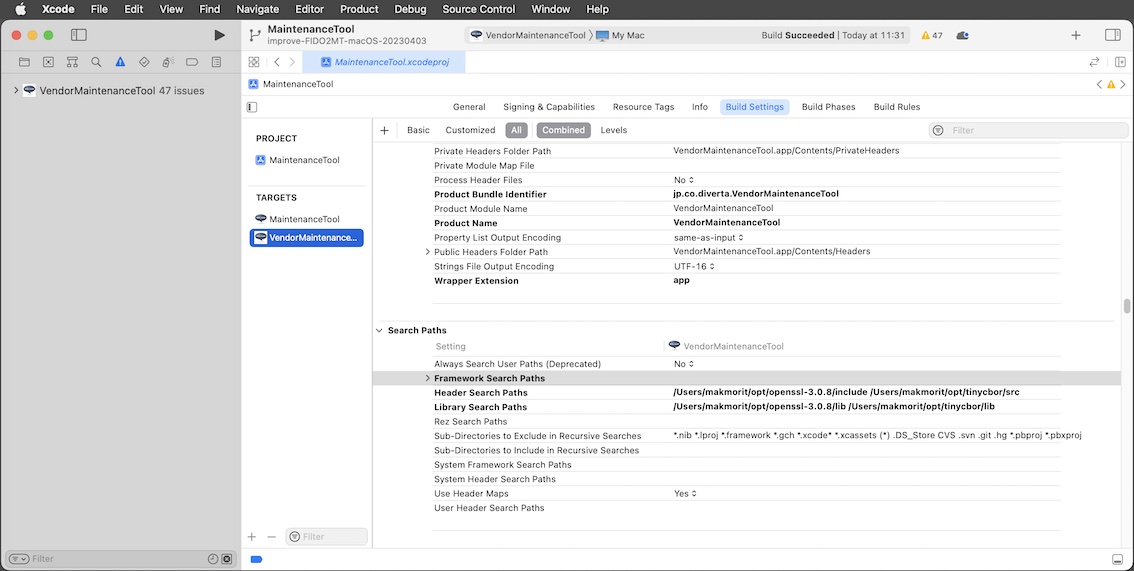 Xcode File Edit View Find Navigate Editor Product Debug Source Control Window Help
MaintenanceTool
improve-FIDO2MT-macOS-20230403
VendorMaintenanceTool 〉 My Mac
Build Succeeded | Today at 11:31
47
MaintenanceTool.xcodeproj
VendorMaintenanceTool 47 issues
MaintenanceTool
General Signing & Capabilities Resource Tags Info Build Settings Build Phases Build Rules
PROJECT
MaintenanceTool
TARGETS
MaintenanceTool
VendorMaintenance...
Basic Customized All Combined Levels
Filter
Private Headers Folder Path VendorMaintenanceTool.app/Contents/PrivateHeaders
Private Module Map File
Process Header Files No
Product Bundle Identifier jp.co.diverta.VendorMaintenanceTool
Product Module Name VendorMaintenanceTool
Product Name VendorMaintenanceTool
Property List Output Encoding same-as-input
Public Headers Folder Path VendorMaintenanceTool.app/Contents/Headers
Strings File Output Encoding UTF-16
Wrapper Extension app
Search Paths
Setting VendorMaintenanceTool
Always Search User Paths (Deprecated) No
Framework Search Paths
Header Search Paths /Users/makmorit/opt/openssl-3.0.8/include /Users/makmorit/opt/tinycbor/src
Library Search Paths /Users/makmorit/opt/openssl-3.0.8/lib /Users/makmorit/opt/tinycbor/lib
Rez Search Paths
Sub-Directories to Exclude in Recursive Searches *.nib *.lproj *.framework *.gch *.xcode* *.xcassets (*) .DS_Store CVS .svn .git .hg *.pbproj *.pbxproj
Sub-Directories to Include in Recursive Searches
System Framework Search Paths
System Header Search Paths
Use Header Maps Yes
User Header Search Paths
Filter
Filter